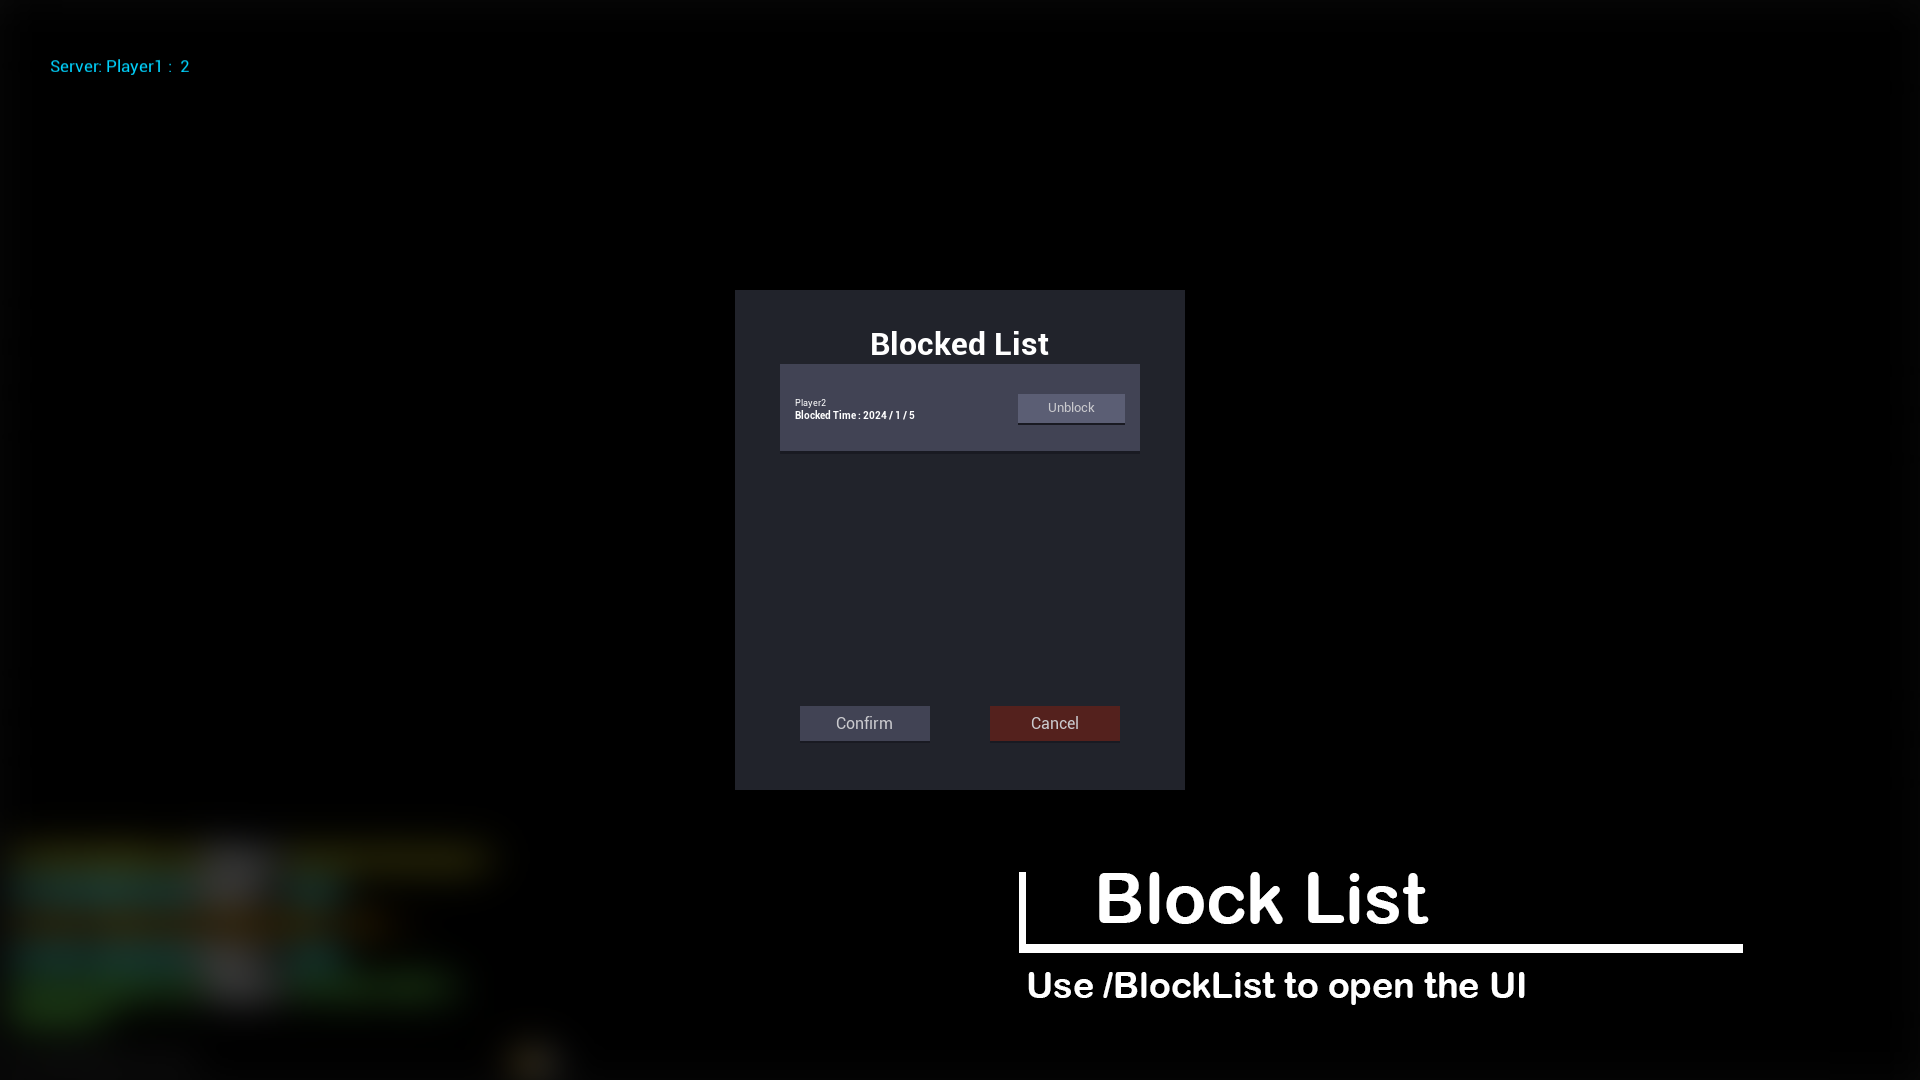 Server: Player1 : 2
Blocked List
Player2
Blocked Time : 2024 / 1 / 5
Unblock
Confirm
Cancel
Block List
Use /BlockList to open the UI